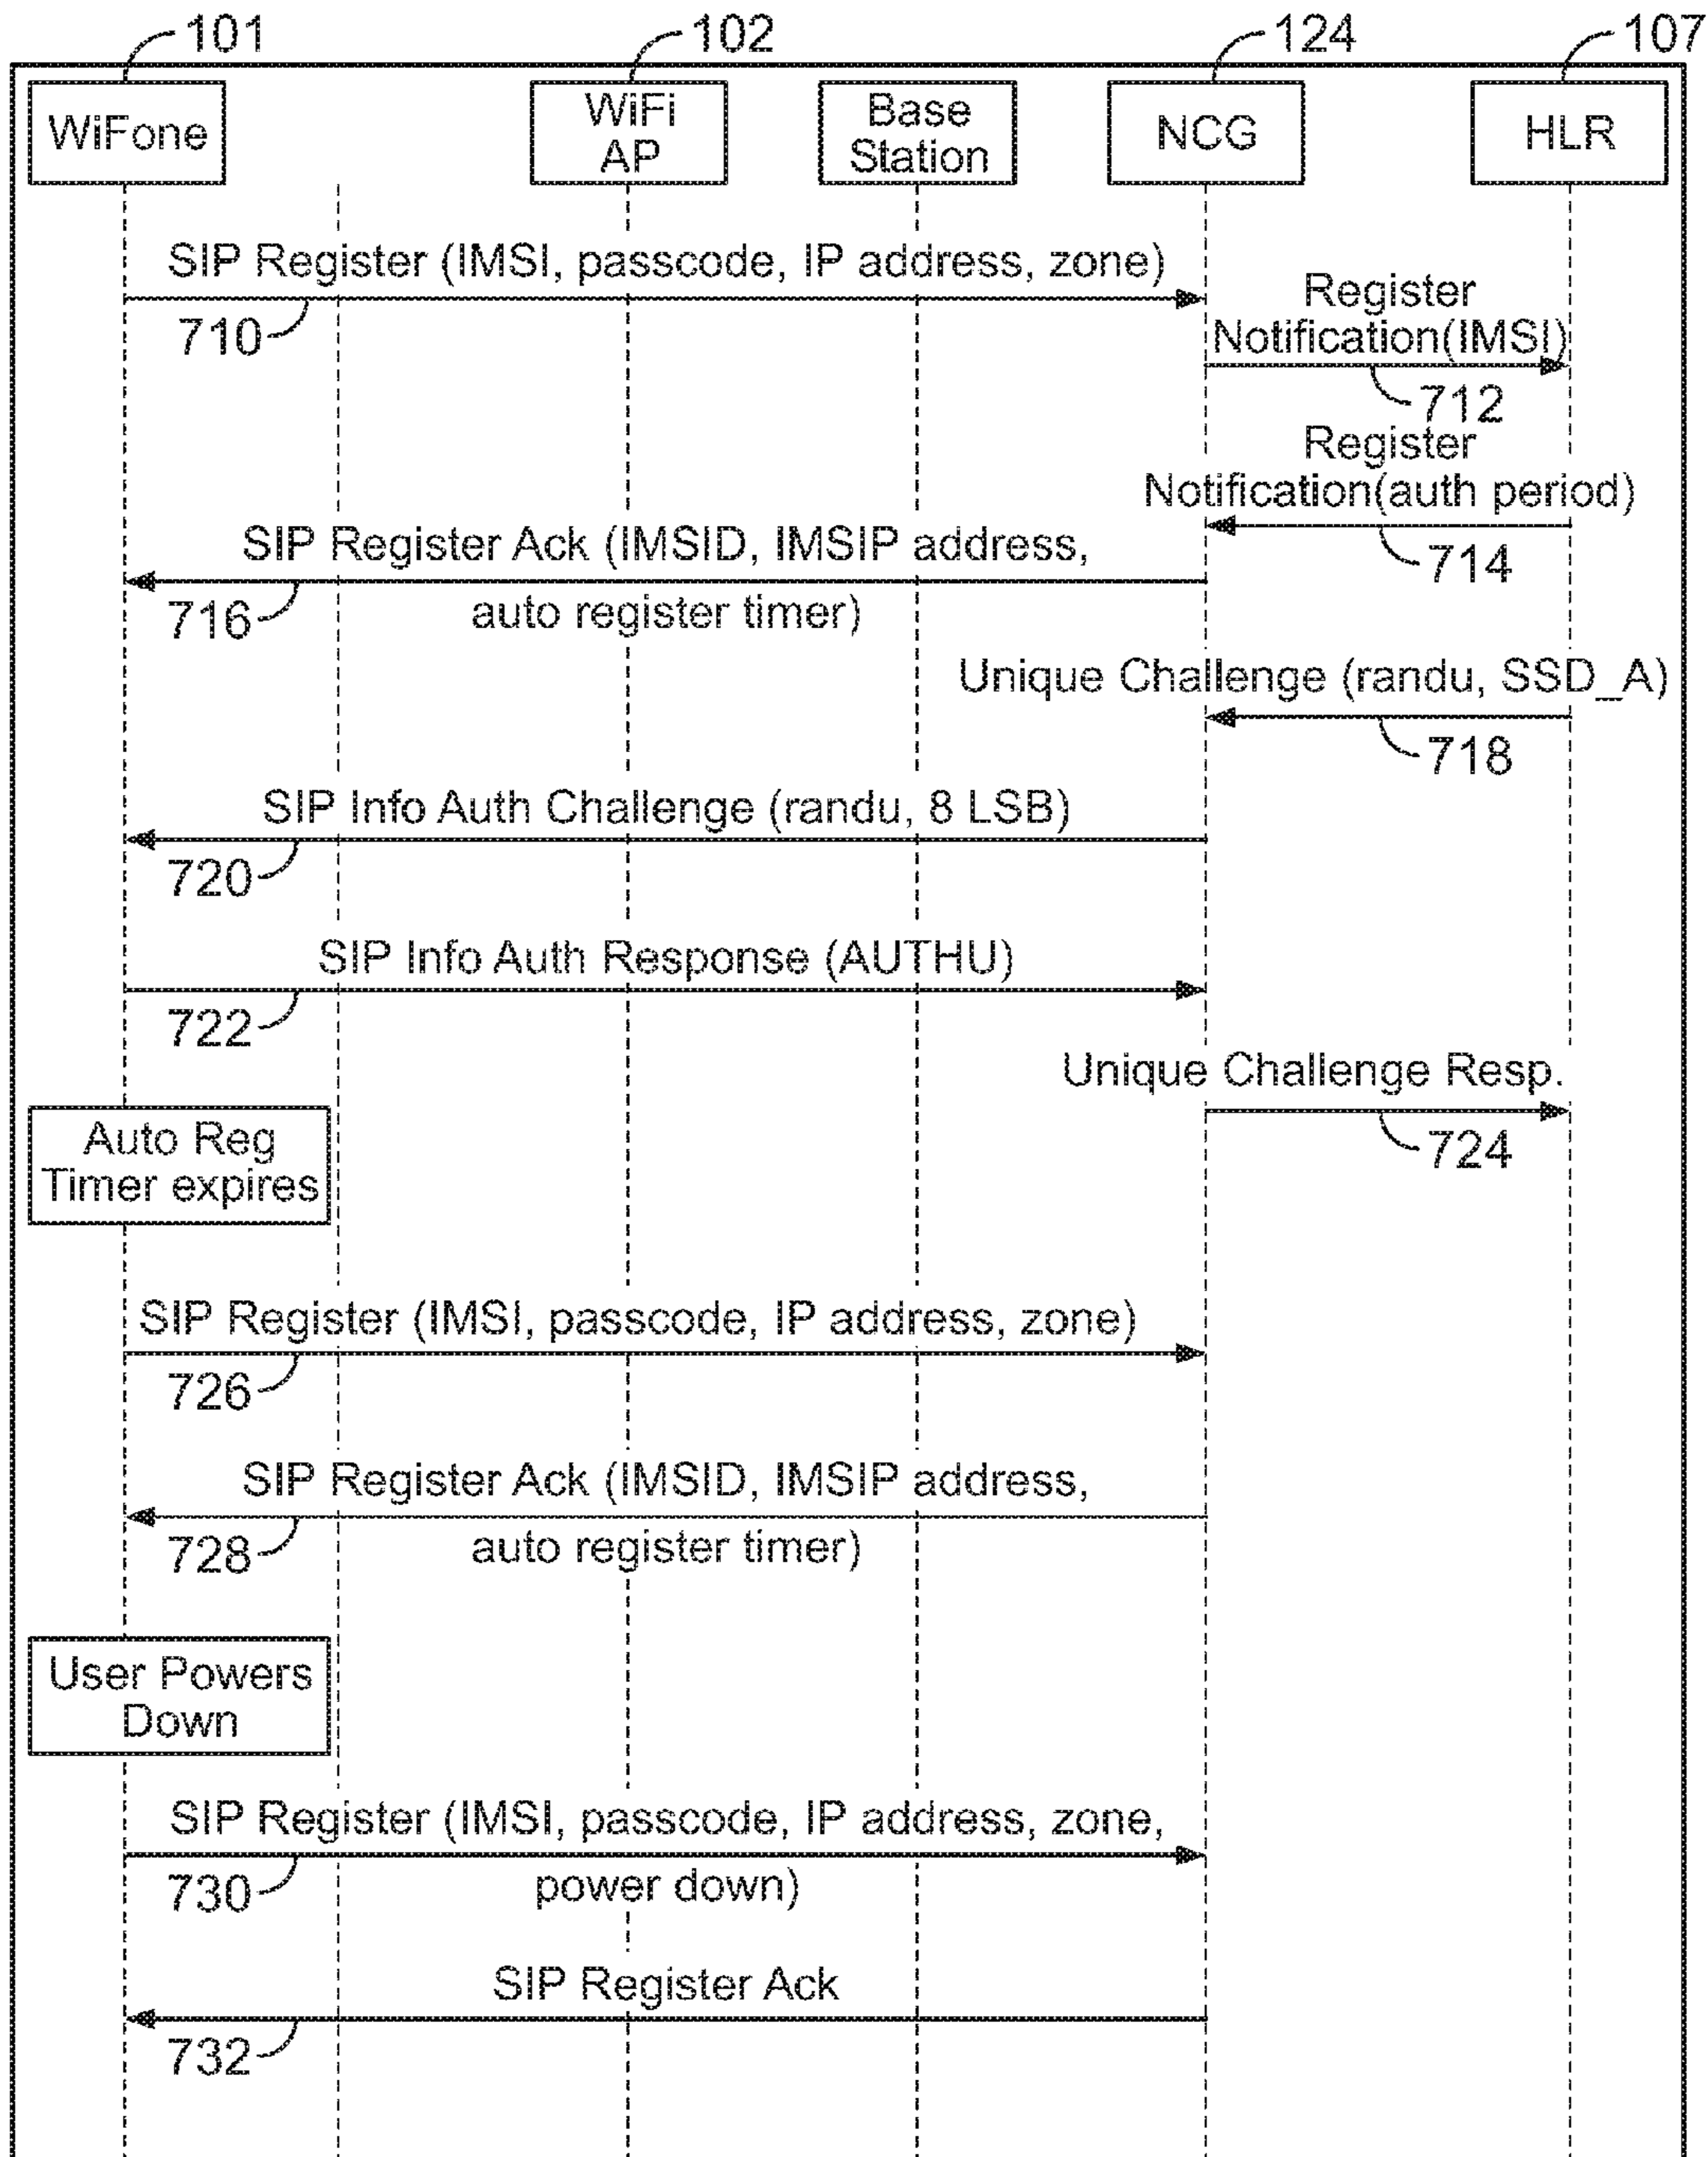 101
102
124
107
WiFone
WiFi
AP
Base
Station
NCG
HLR
SIP Register (IMSI, passcode, IP address, zone)
710
Register
Notification(IMSI)
712
Register
Notification(auth period)
714
SIP Register Ack (IMSID, IMSIP address,
auto register timer)
716
Unique Challenge (randu, SSD_A)
718
SIP Info Auth Challenge (randu, 8 LSB)
720
SIP Info Auth Response (AUTHU)
722
Unique Challenge Resp.
724
Auto Reg
Timer expires
SIP Register (IMSI, passcode, IP address, zone)
726
SIP Register Ack (IMSID, IMSIP address,
auto register timer)
728
User Powers
Down
SIP Register (IMSI, passcode, IP address, zone,
power down)
730
SIP Register Ack
732